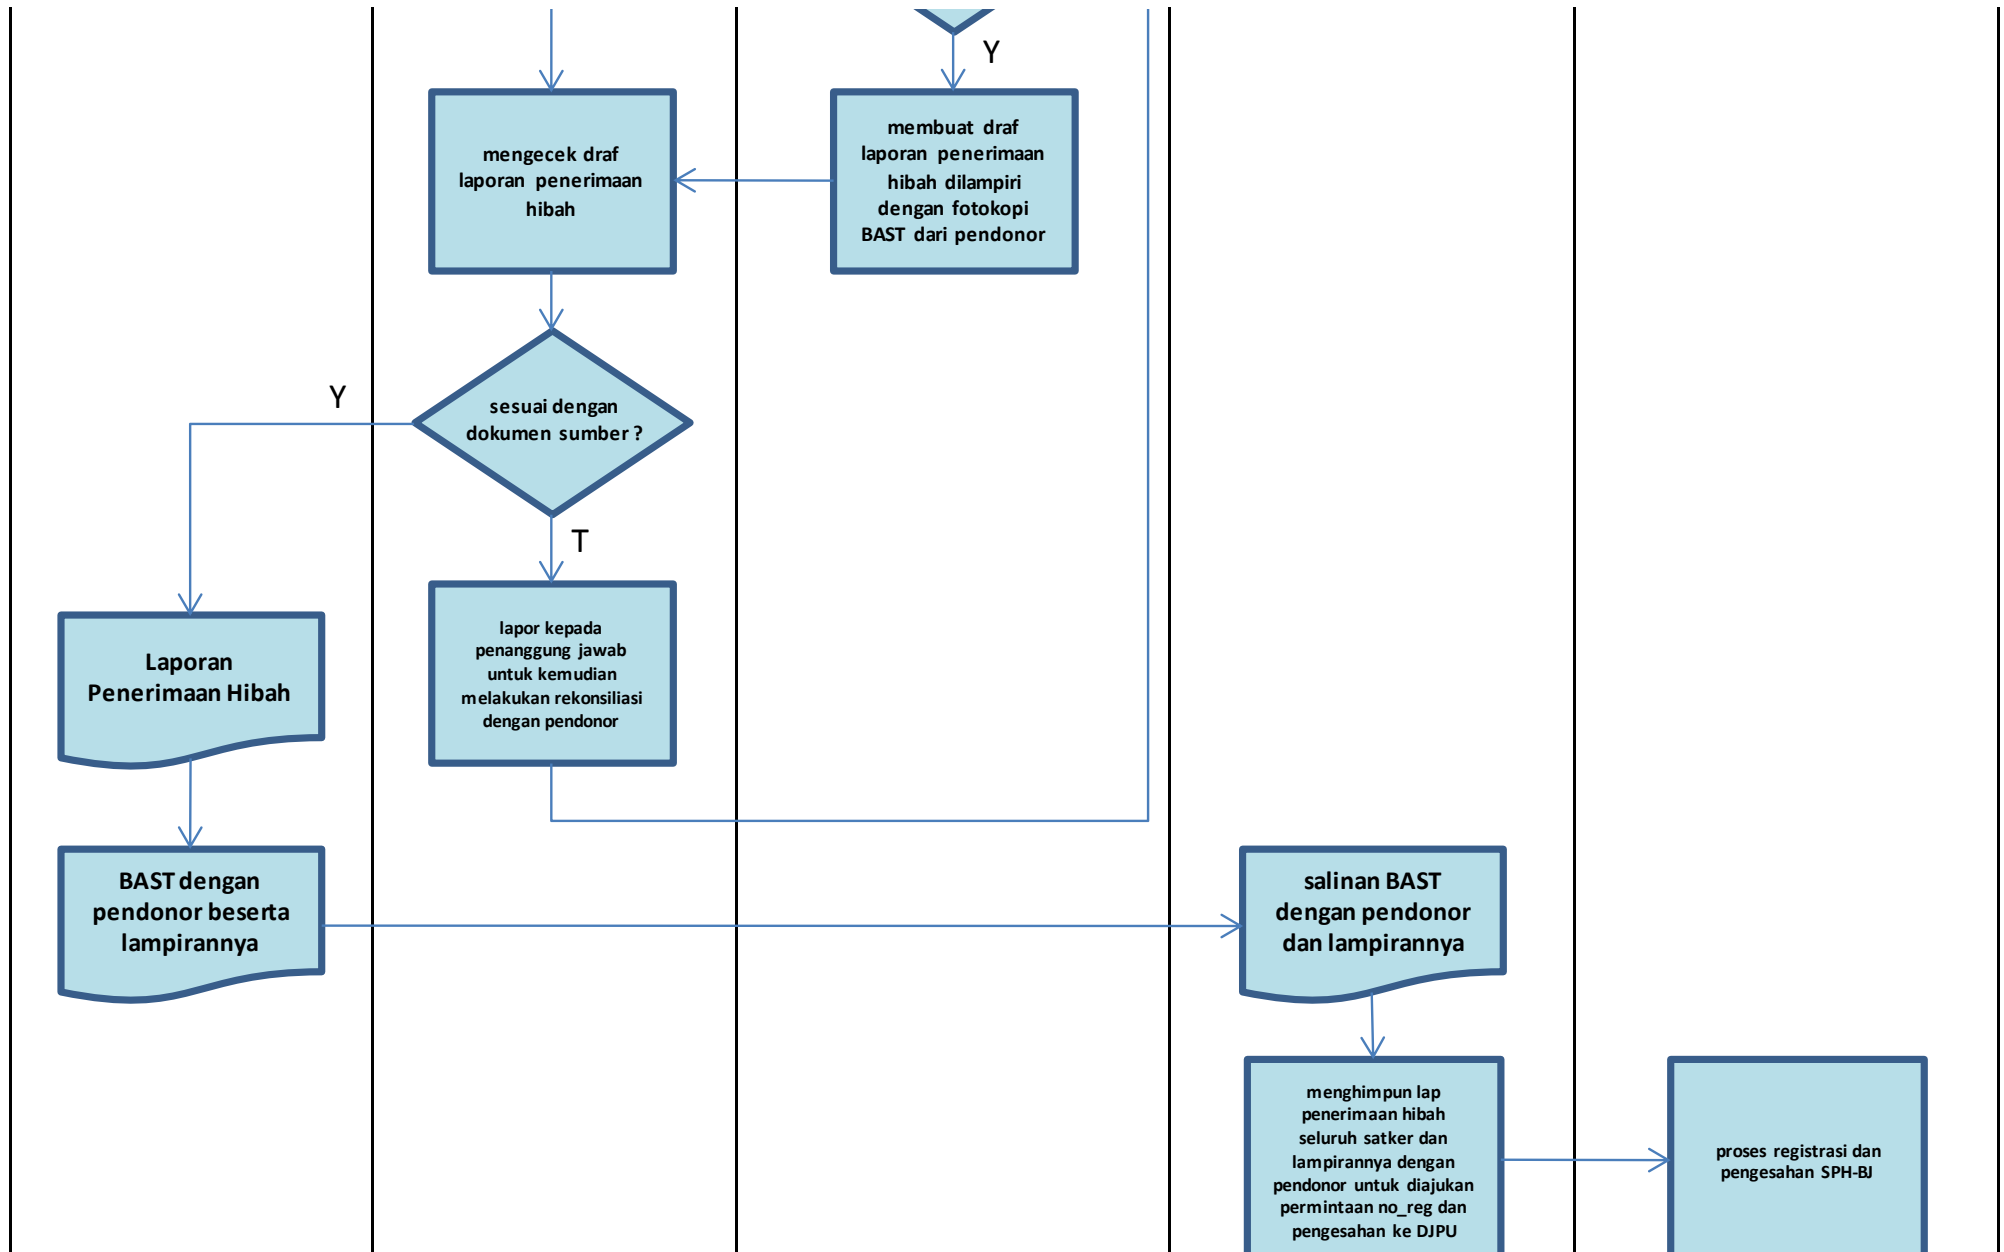 Y
mengecek draf
laporan penerimaan
hibah
membuat draf
laporan penerimaan
hibah dilampiri
dengan fotokopi
BAST dari pendonor
Y
sesuai dengan
dokumen sumber ?
T
Laporan
Penerimaan Hibah
lapor kepada
penanggung jawab
untuk kemudian
melakukan rekonsiliasi
dengan pendonor
BAST dengan
pendonor beserta
lampirannya
salinan BAST
dengan pendonor
dan lampirannya
menghimpun lap
penerimaan hibah
seluruh satker dan
lampirannya dengan
pendonor untuk diajukan
permintaan no_reg dan
pengesahan ke DJPU
proses registrasi dan
pengesahan SPH-BJ